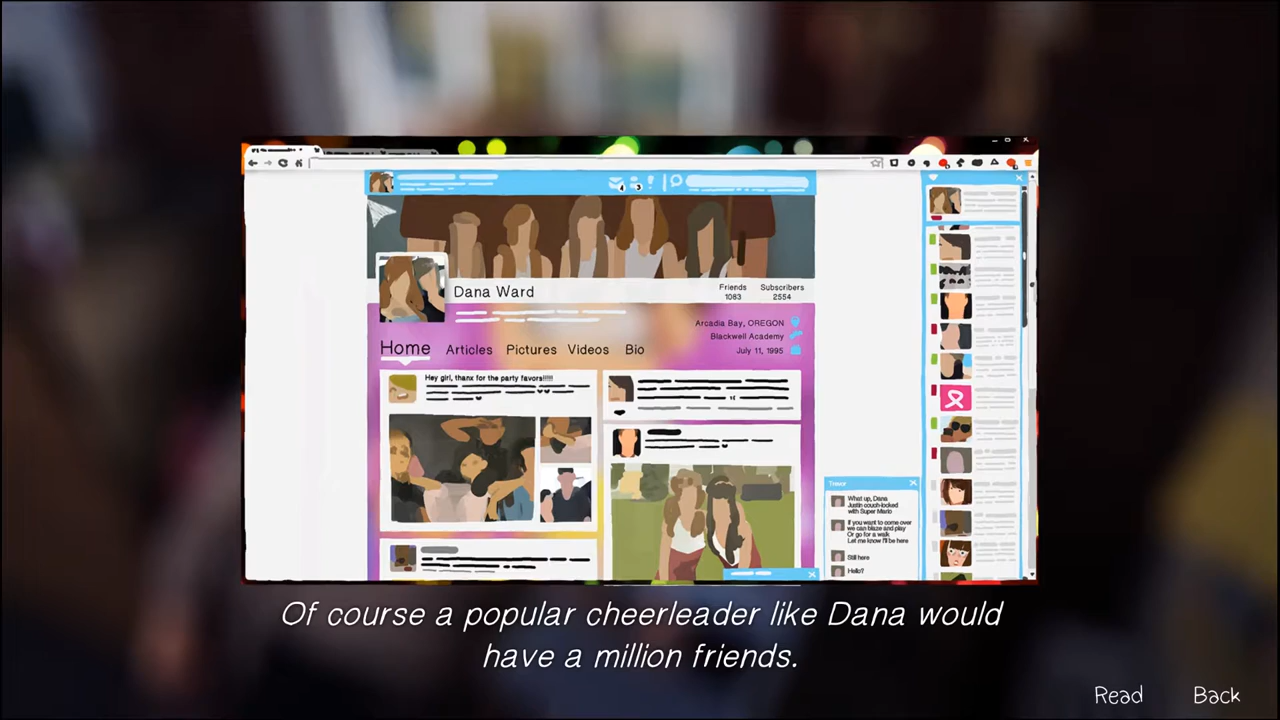 4
3
Dana Ward
Friends
1083
Subscribers
2554
Arcadia Bay, OREGON
Blackwell Academy
July 11, 1995
Home
Articles
Pictures
Videos
Bio
Hey girl, thanx for the party favors!!!!!
Trevor
What up, Dana
Justin couch-locked
with Super Mario
If you want to come over
we can blaze and play
Or go for a walk
Let me know I'll be here
Still here
Hello?
Of course a popular cheerleader like Dana would
have a million friends.
Read
Back